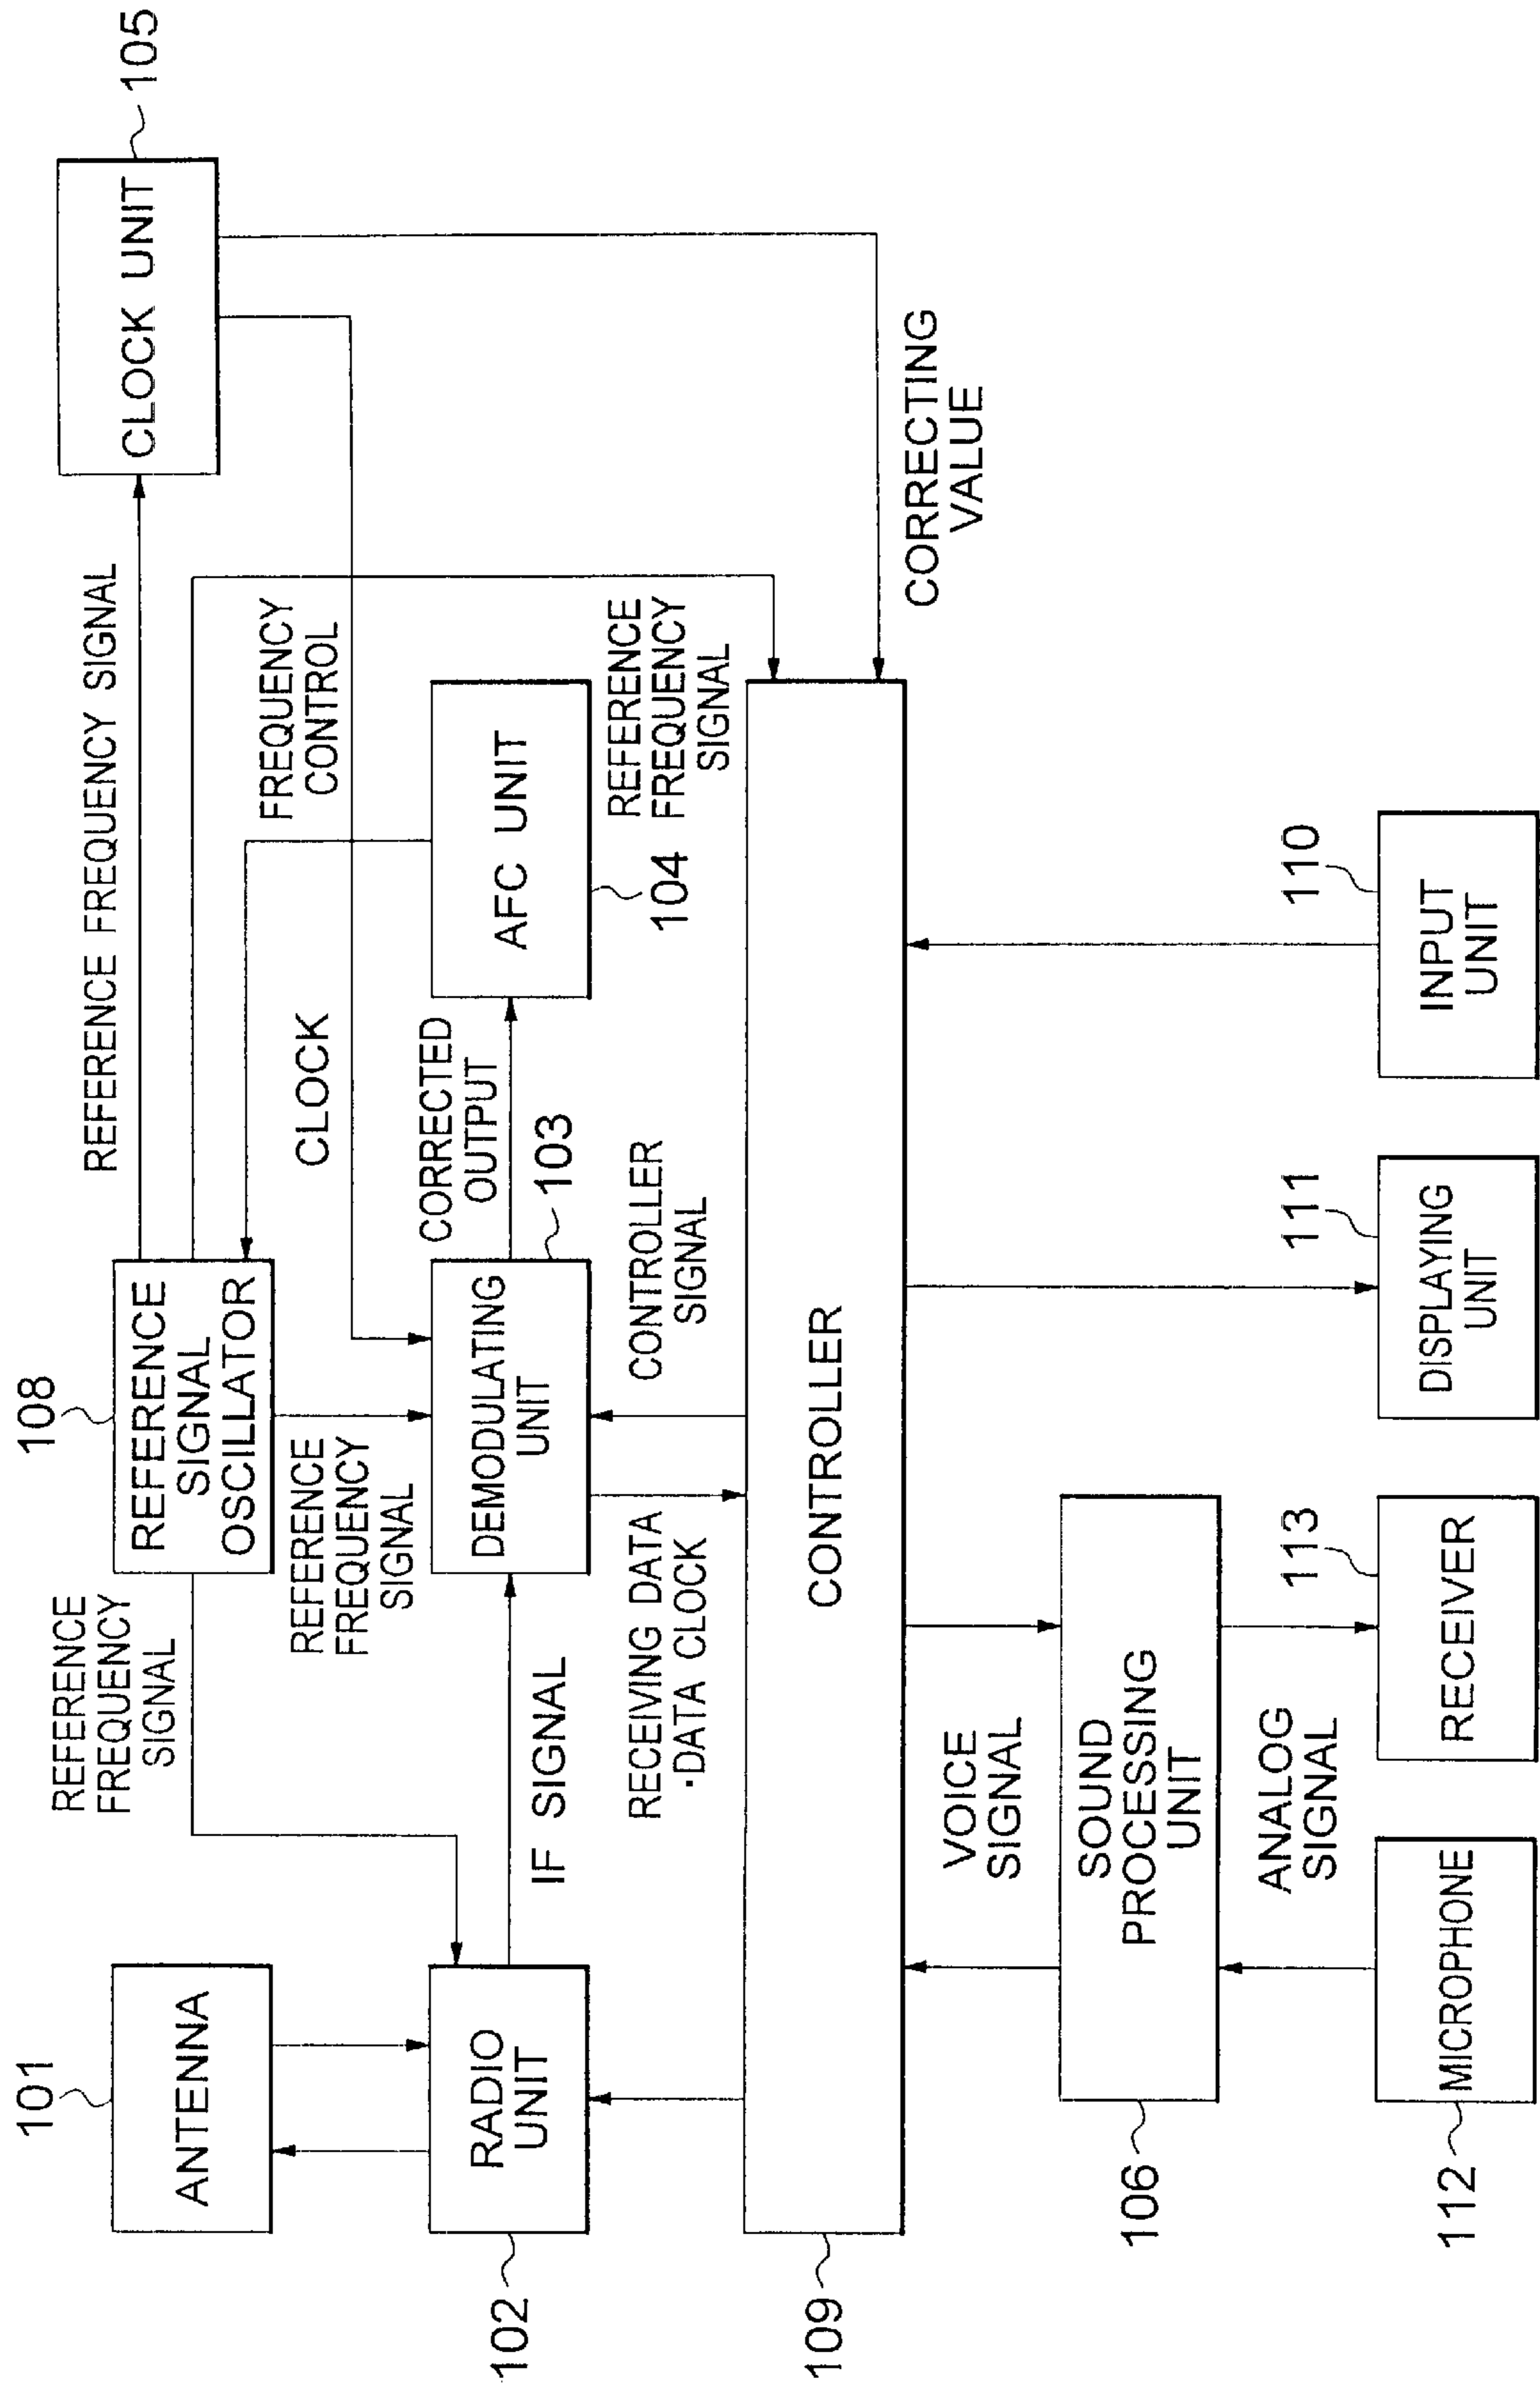 101
ANTENNA
REFERENCE
FREQUENCY
SIGNAL
108
REFERENCE
SIGNAL
OSCILLATOR
REFERENCE FREQUENCY SIGNAL
CLOCK UNIT
105
102
RADIO
UNIT
IF SIGNAL
REFERENCE
FREQUENCY
SIGNAL
CLOCK
FREQUENCY
CONTROL
DEMODULATING
UNIT
103
CORRECTED
OUTPUT
AFC UNIT
104
RECEIVING DATA
·DATA CLOCK
CONTROLLER
SIGNAL
REFERENCE
FREQUENCY
SIGNAL
109
CONTROLLER
CORRECTING
VALUE
VOICE
SIGNAL
106
SOUND
PROCESSING
UNIT
ANALOG
SIGNAL
113
111
110
112
MICROPHONE
RECEIVER
DISPLAYING
UNIT
INPUT
UNIT